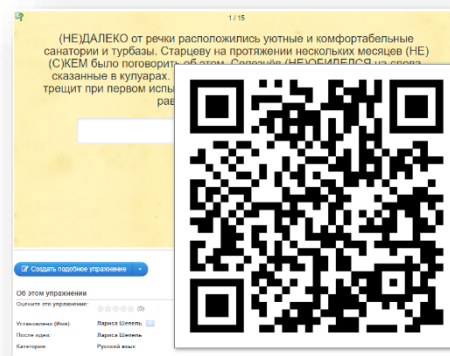 1 / 15
(НЕ)ДАЛЕКО от речки расположились уютные и комфортабельные
санатории и турбазы. Старцеву на протяжении нескольких месяцев (НЕ)
(С)КЕМ было поговорить об этом. Селезнёв (НЕ)ОБИДЕЛСЯ на слова,
сказанные в кулуарах.
трещит при первом испы
рав
Создать подобное упражнение
Об этом упражнении
Оцените это упражнение: (0)
Установлено (Имя): Лариса Шепель
После идеи: Лариса Шепель
Категория: Русский язык